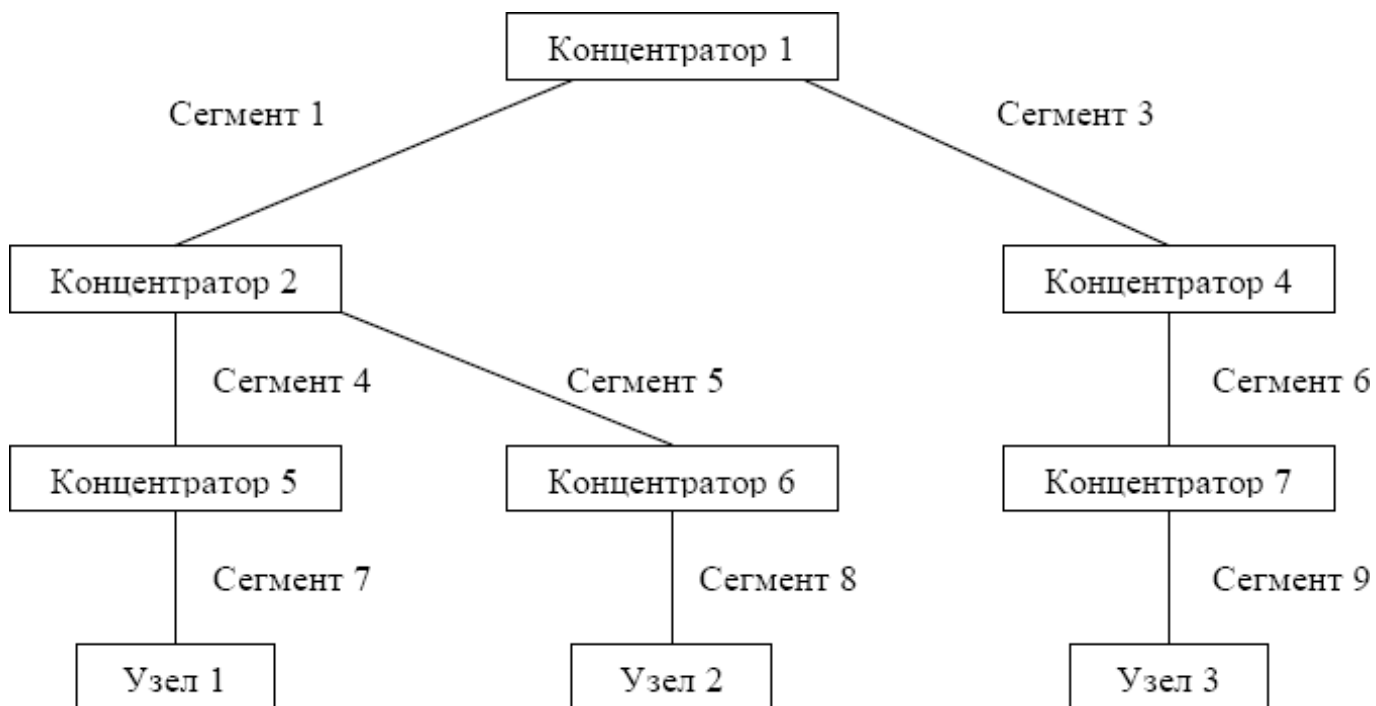 Концентратор 1
Сегмент 1
Сегмент 3
Концентратор 2
Концентратор 4
Сегмент 4
Сегмент 5
Сегмент 6
Концентратор 5
Концентратор 6
Концентратор 7
Сегмент 7
Сегмент 8
Сегмент 9
Узел 1
Узел 2
Узел 3